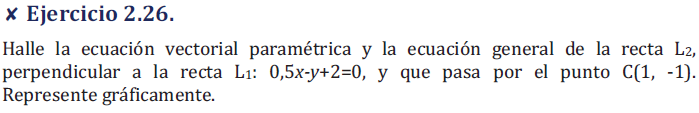 ✘ Ejercicio 2.26.
Halle la ecuación vectorial paramétrica y la ecuación general de la recta L₂,
perpendicular a la recta L₁: 0,5x-y+2=0, y que pasa por el punto C(1, -1).
Represente gráficamente.